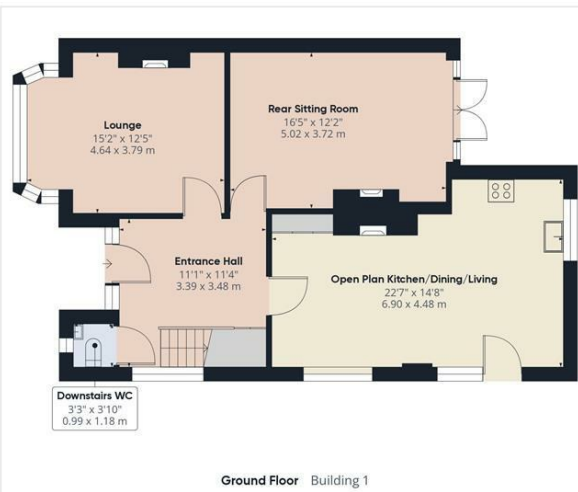 Lounge
15'2" x 12'5"
4.64 x 3.79 m
Rear Sitting Room
16'5" x 12'2"
5.02 x 3.72 m
Entrance Hall
11'1" x 11'4"
3.39 x 3.48 m
Open Plan Kitchen/Dining/Living
22'7" x 14'8"
6.90 x 4.48 m
Downstairs WC
3'3" x 3'10"
0.99 x 1.18 m
Ground Floor Building 1